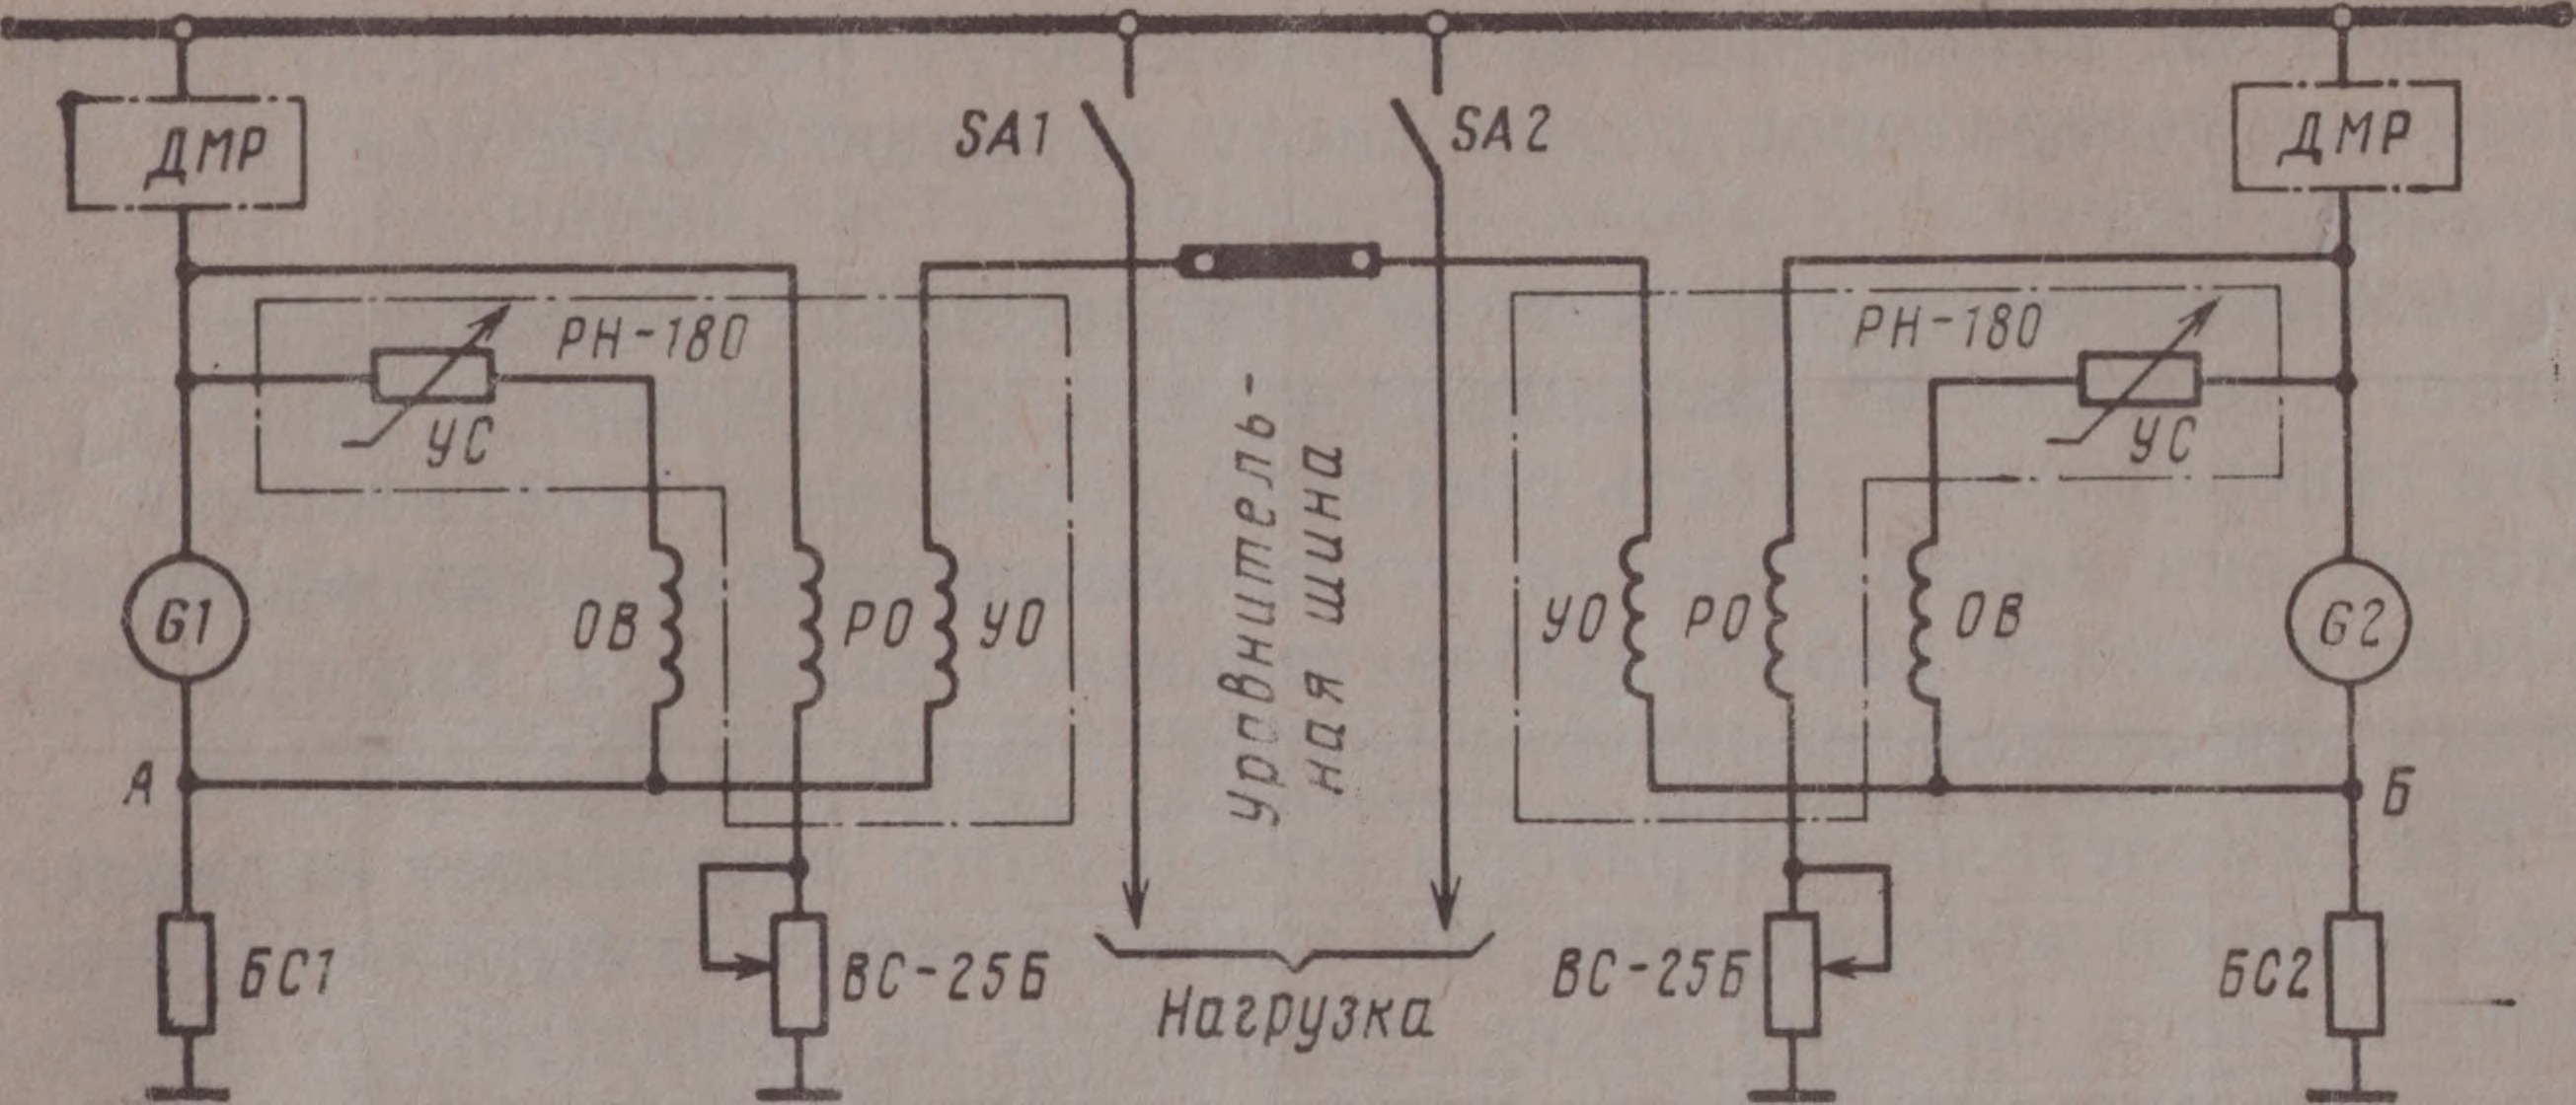 ДМР
SA1
SA2
ДМР
РН-180
УС
РН-180
УС
G1
ОВ
РО
УО
Уравнитель-
ная шина
УО
РО
ОВ
G2
А
Б
БС1
ВС-25Б
Нагрузка
ВС-25Б
БС2